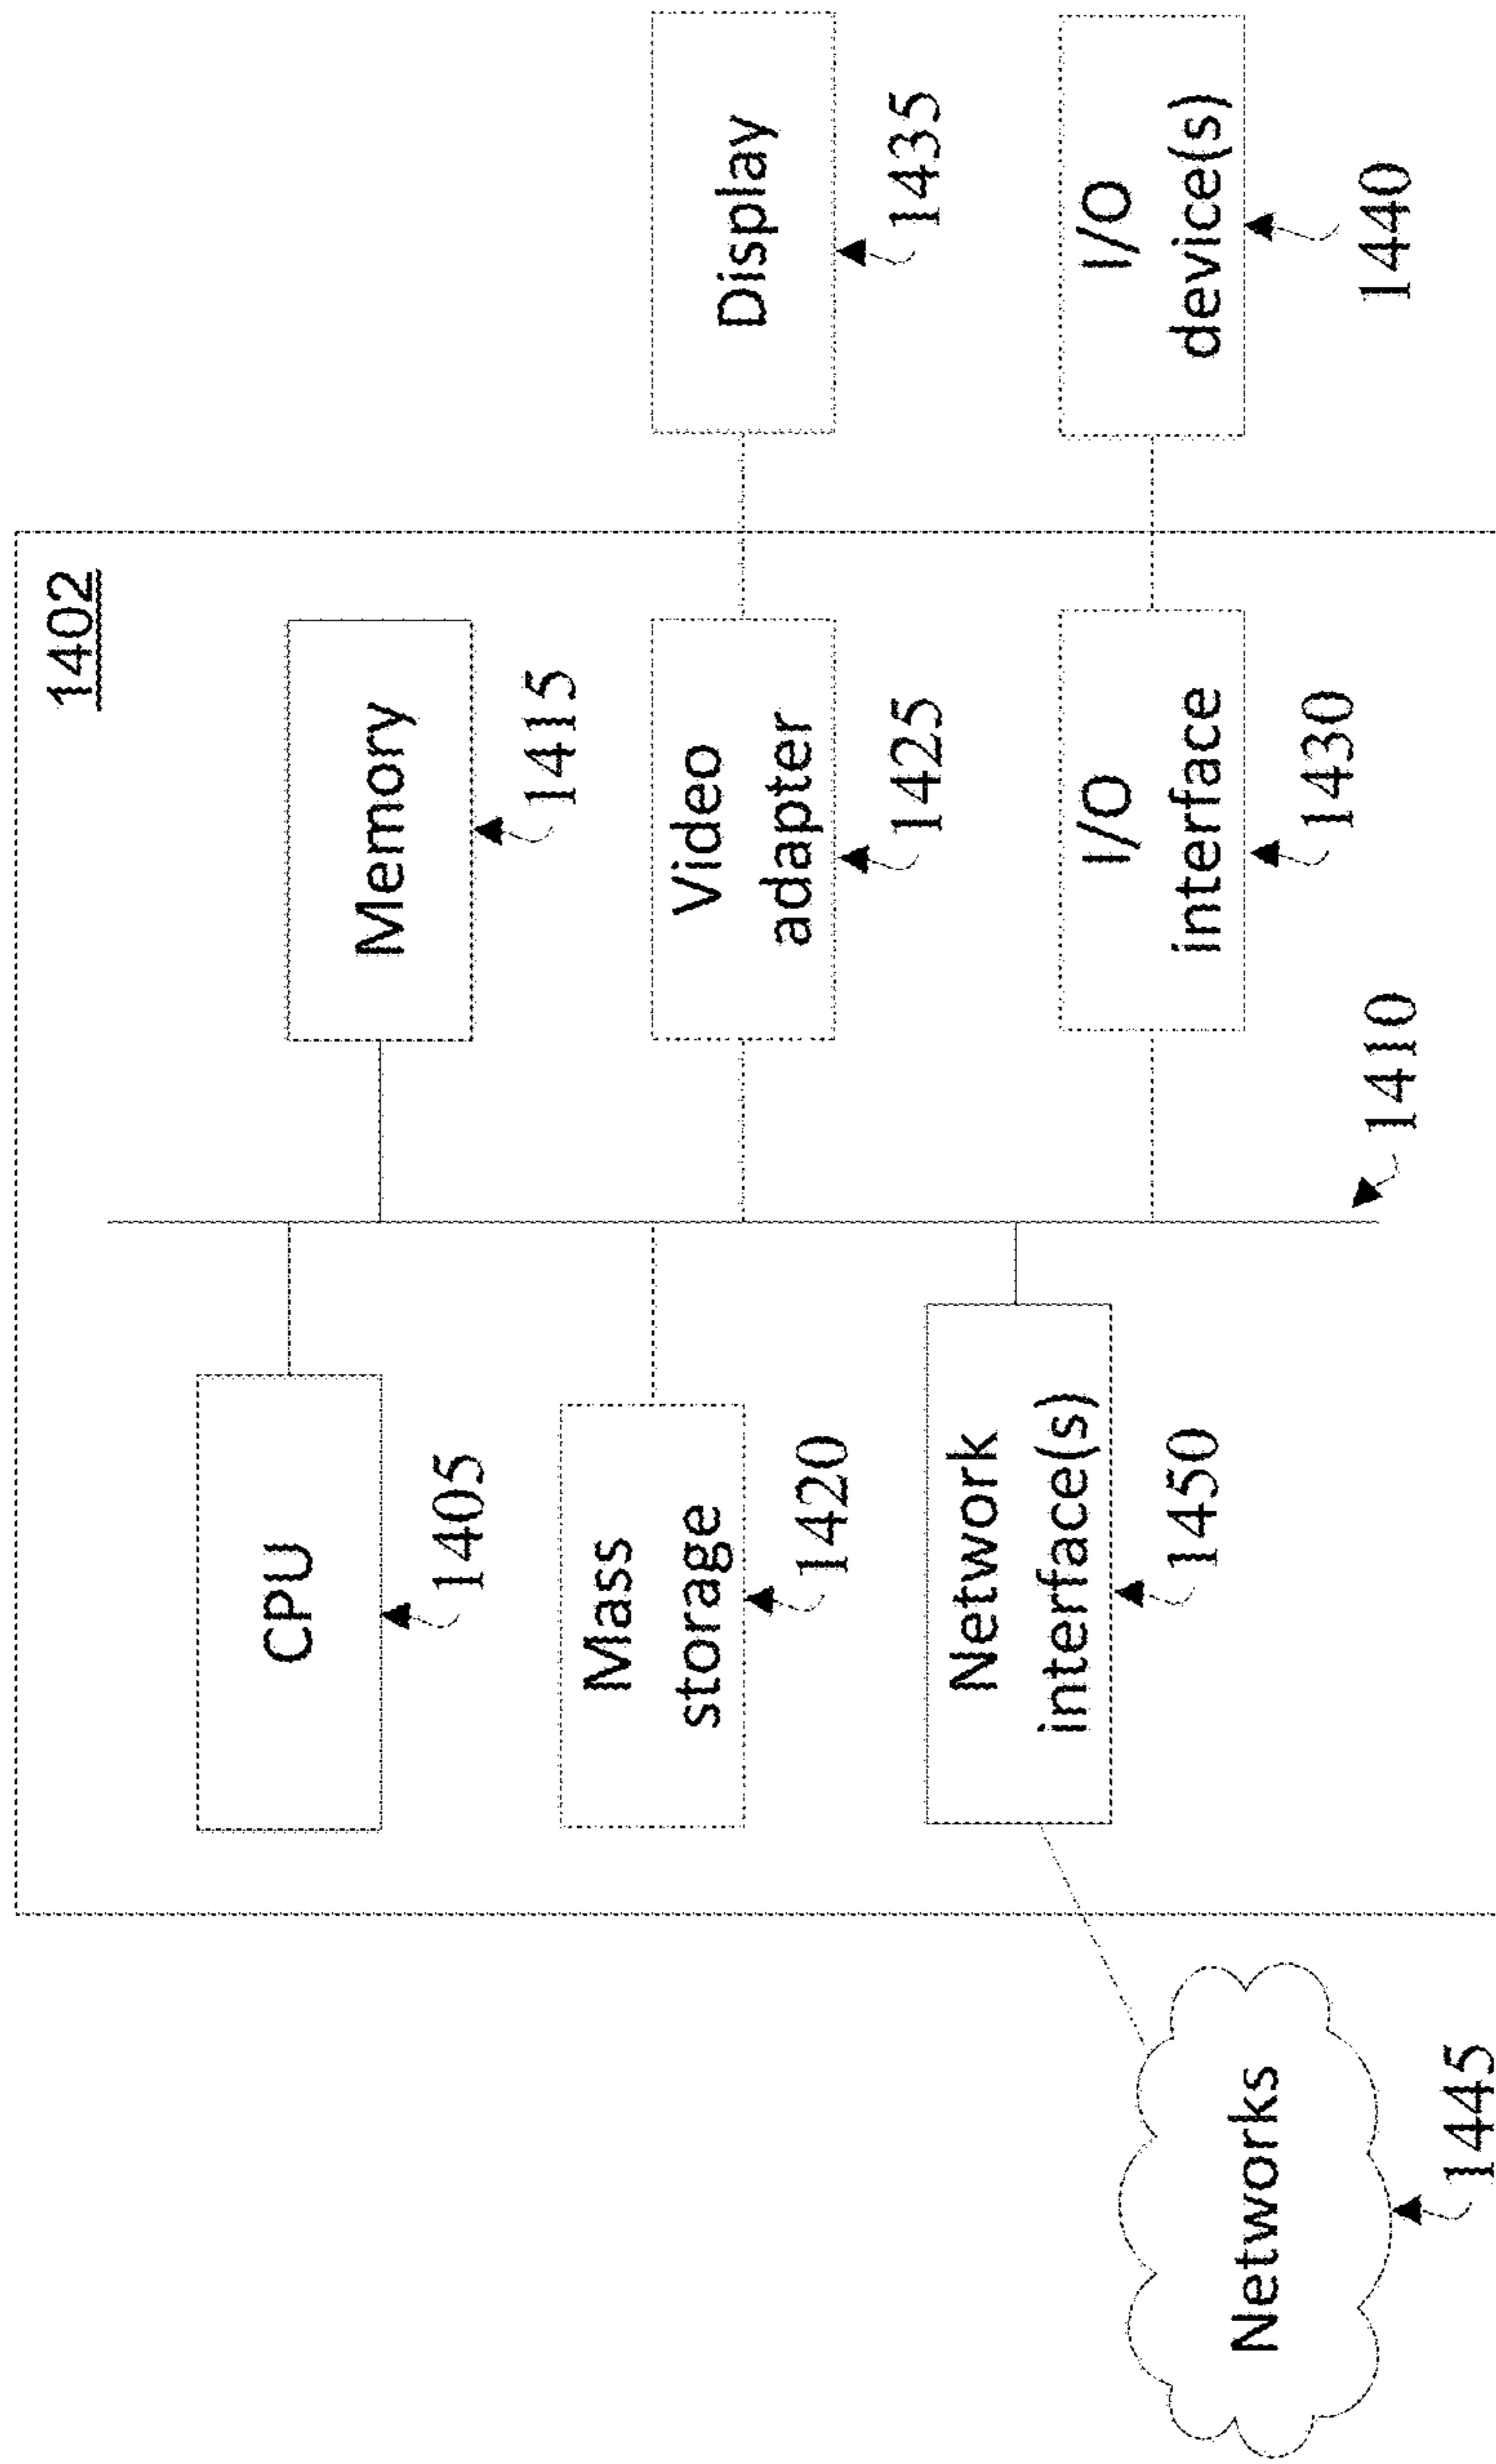 1402
CPU
1405
Memory
1415
Mass
storage
1420
Video
adapter
1425
Display
1435
Network
interface(s)
1450
I/O
interface
1430
I/O
device(s)
1440
1410
Networks
1445